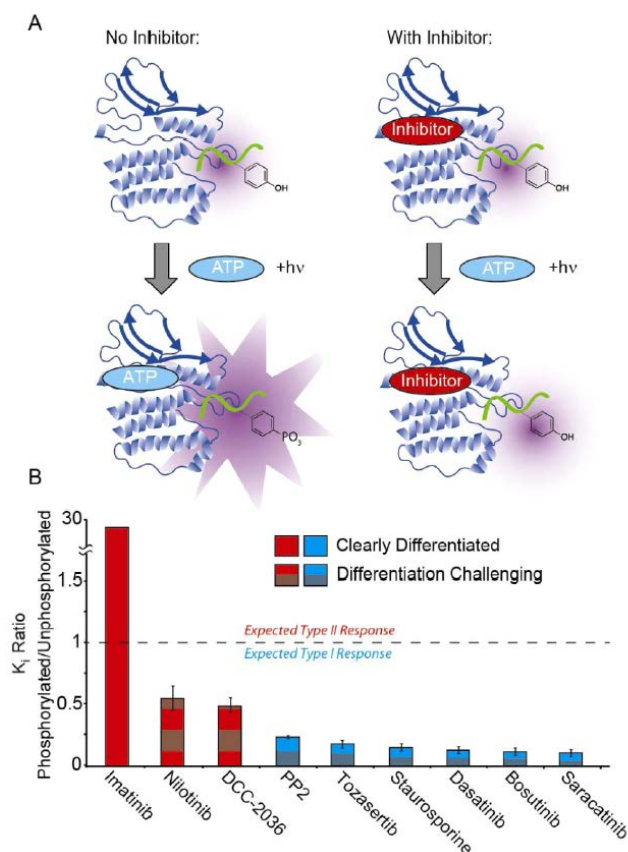 A
No Inhibitor:
With Inhibitor:
Inhibitor
OH
OH
ATP
+hν
ATP
+hν
ATP
PO3
Inhibitor
OH
B
Ki Ratio
Phosphorylated/Unphosphorylated
30
1.5
1
0.5
0
Clearly Differentiated
Differentiation Challenging
Expected Type II Response
Expected Type I Response
Imatinib
Nilotinib
DCC-2036
PP2
Tozasertib
Staurosporine
Dasatinib
Bosutinib
Saracatinib